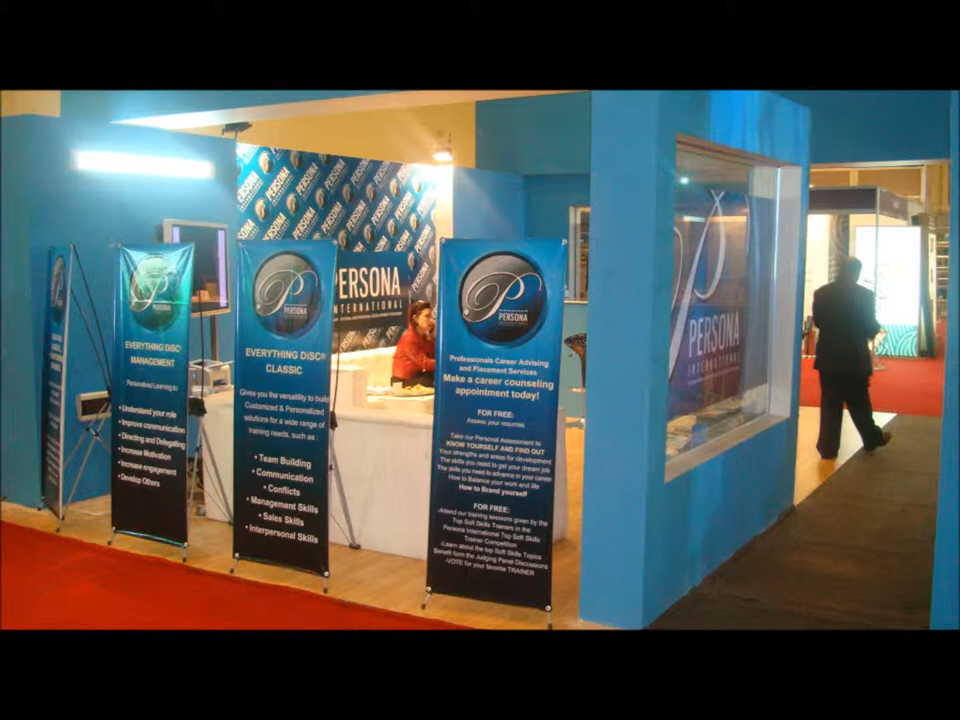 PERSONA
PERSONA
INTERNATIONAL
PERSONA
EVERYTHING DISC
MANAGEMENT
Personalized Learning to:
• Understand your role
• Improve communication
• Directing and Delegating
• Increase Motivation
• Increase engagement
• Develop Others
PERSONA
EVERYTHING DISC®
CLASSIC
Gives you the versatility to build
Customized & Personalized
solutions for a wide range of
training needs, such as :
• Team Building
• Communication
• Conflicts
• Management Skills
• Sales Skills
• Interpersonal Skills
PERSONA
Professionals Career Advising
and Placement Services
Make a career counseling
appointment today!
FOR FREE:
Assess your resumes
Take our Personal Assessment to
KNOW YOURSELF AND FIND OUT
Your strengths and areas for development
The skills you need to get your dream job
The skills you need to advance in your career
How to Balance your work and life
How to Brand yourself
FOR FREE:
-Attend our training sessions given by the
Top Soft Skills Trainers in the
Persona International Top Soft Skills
Trainer Competition
-Learn about the top Soft Skills Topics
Benefit form the Judging Panel Discussions
-VOTE for your favorite TRAINER
PERSONA
INTERNATIONAL